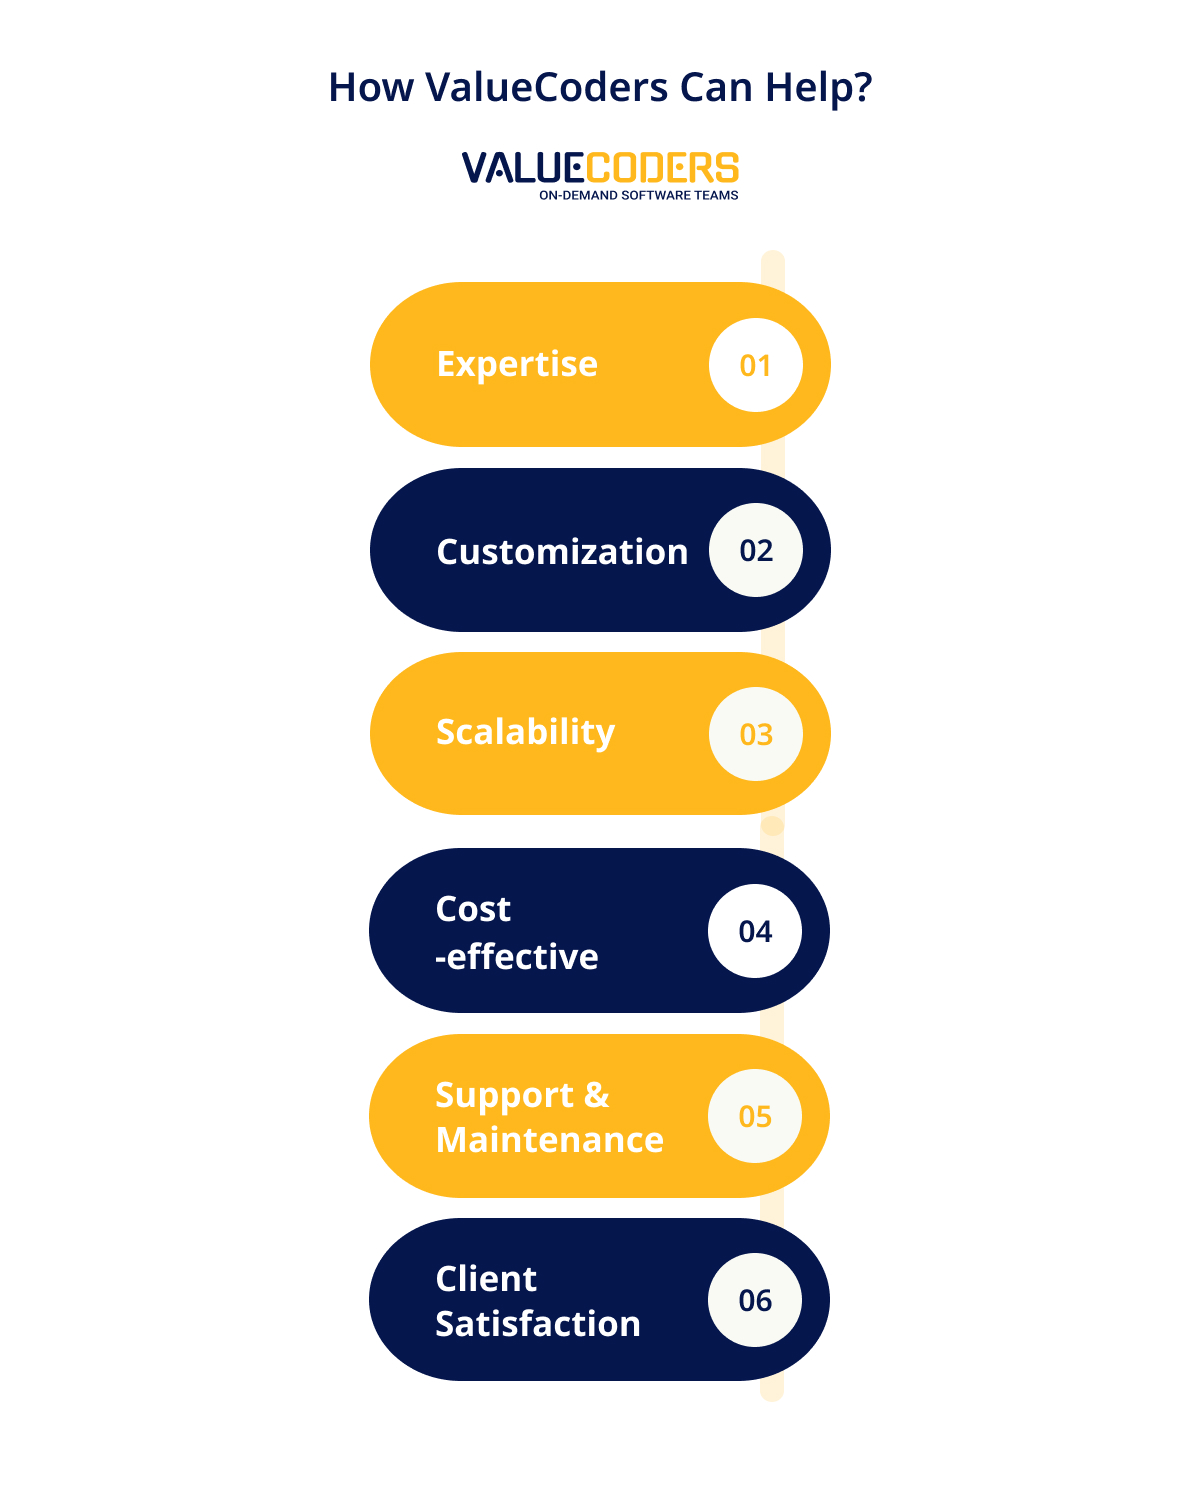 How ValueCoders Can Help?
VALUECODERS
ON-DEMAND SOFTWARE TEAMS
Expertise
01
Customization
02
Scalability
03
Cost
-effective
04
Support &
Maintenance
05
Client
Satisfaction
06